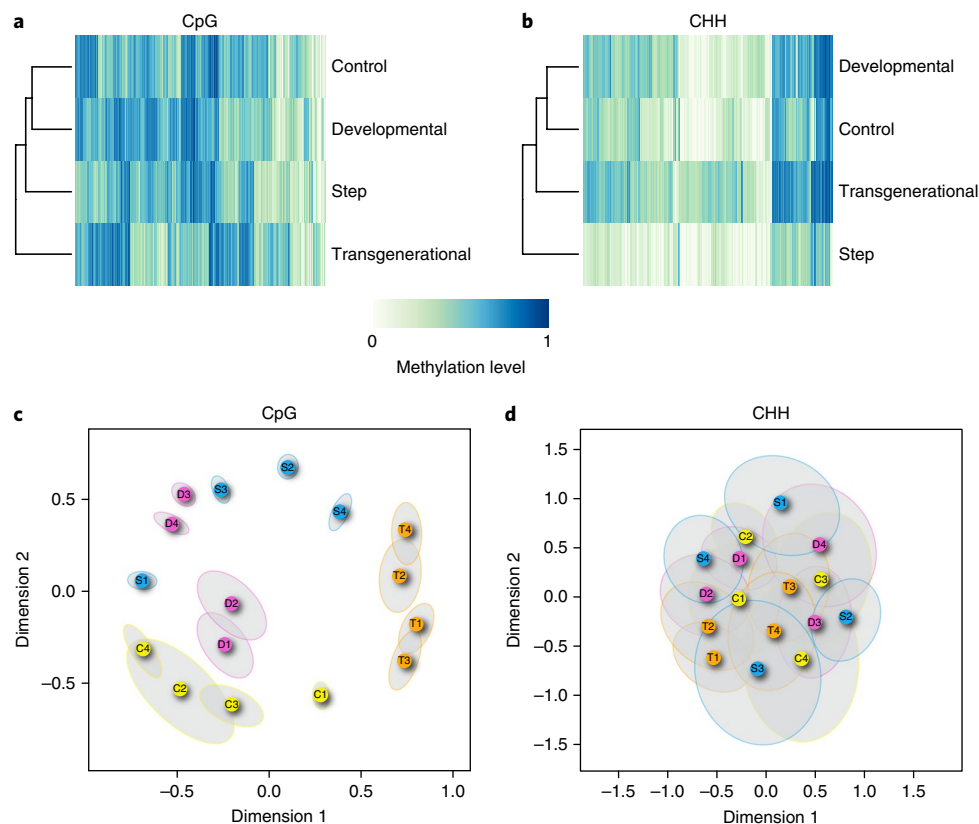 a
CpG
Control
Developmental
Step
Transgenerational
b
CHH
Developmental
Control
Transgenerational
Step
0
1
Methylation level
c
CpG
Dimension 2
0.5
0.0
−0.5
S2
D3
S3
D4
S4
T4
S1
T2
D2
T1
D1
C4
T3
C2
C3
C1
−0.5
0.0
0.5
1.0
Dimension 1
d
CHH
Dimension 2
1.5
1.0
0.5
0.0
−0.5
−1.0
−1.5
S1
C2
D4
S4
D1
C3
T3
D2
C1
S2
D3
T2
T4
T1
C4
S3
−1.5
−1.0
−0.5
0.0
0.5
1.0
1.5
Dimension 1